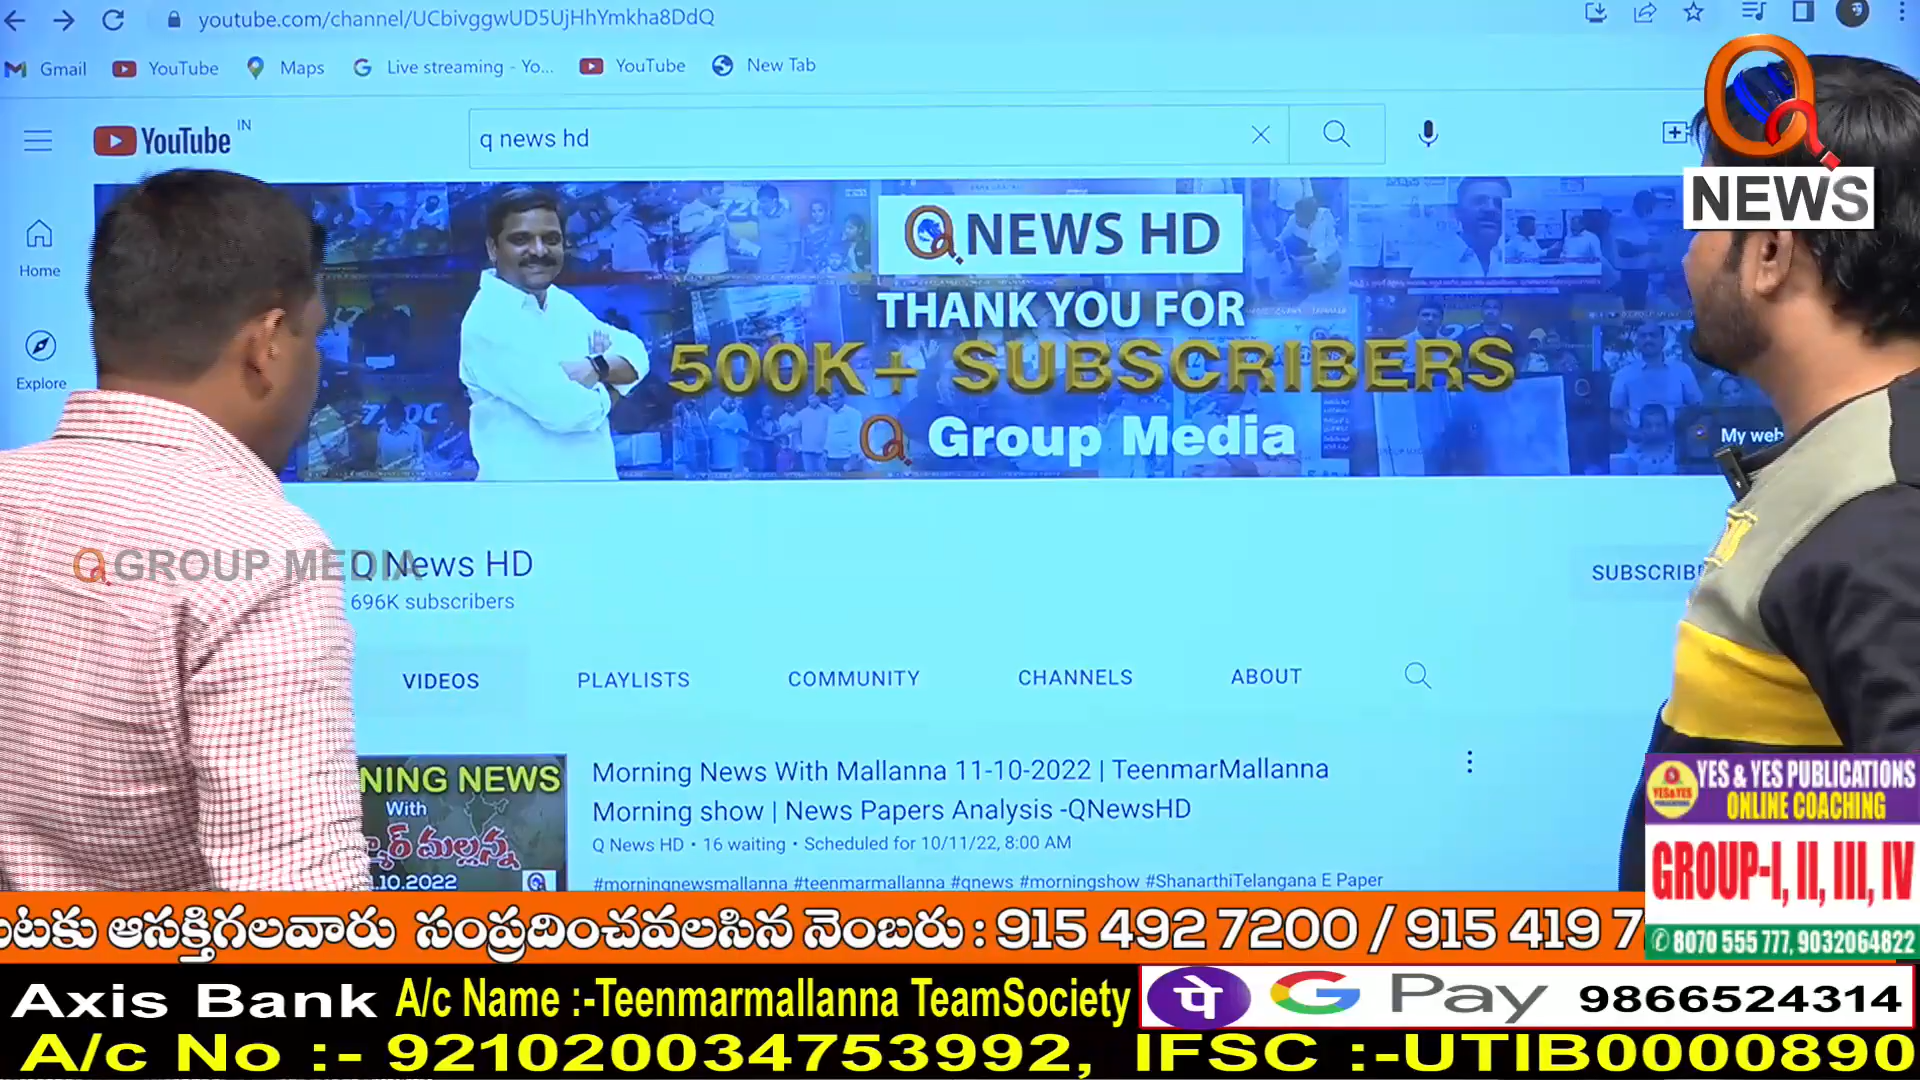 youtube.com/channel/UCbivggwUD5UjHhYmkha8DdQ
Gmail YouTube Maps Live streaming - Yo... YouTube New Tab
YouTube IN
q news hd
Q NEWS
Home
Explore
Q NEWS HD
THANK YOU FOR
500K+ SUBSCRIBERS
Q Group Media
My web
Q GROUP MEDIA
Q News HD
696K subscribers
SUBSCRIBE
VIDEOS PLAYLISTS COMMUNITY CHANNELS ABOUT
NING NEWS
With
మల్లన్న
.10.2022
Morning News With Mallanna 11-10-2022 | TeenmarMallanna
Morning show | News Papers Analysis -QNewsHD
Q News HD • 16 waiting • Scheduled for 10/11/22, 8:00 AM
#morningnewsmallanna #teenmarmallanna #qnews #morningshow #ShanarthiTelangana E Paper
YES & YES PUBLICATIONS
ONLINE COACHING
GROUP-I, II, III, IV
8070 555 777, 9032064822
ుటకు ఆసక్తిగలవారు సంప్రదించవలసిన నెంబరు : 915 492 7200 / 915 419 7
Axis Bank A/c Name :-Teenmarmallanna TeamSociety
पे G Pay 9866524314
A/c No :- 921020034753992, IFSC :-UTIB0000890